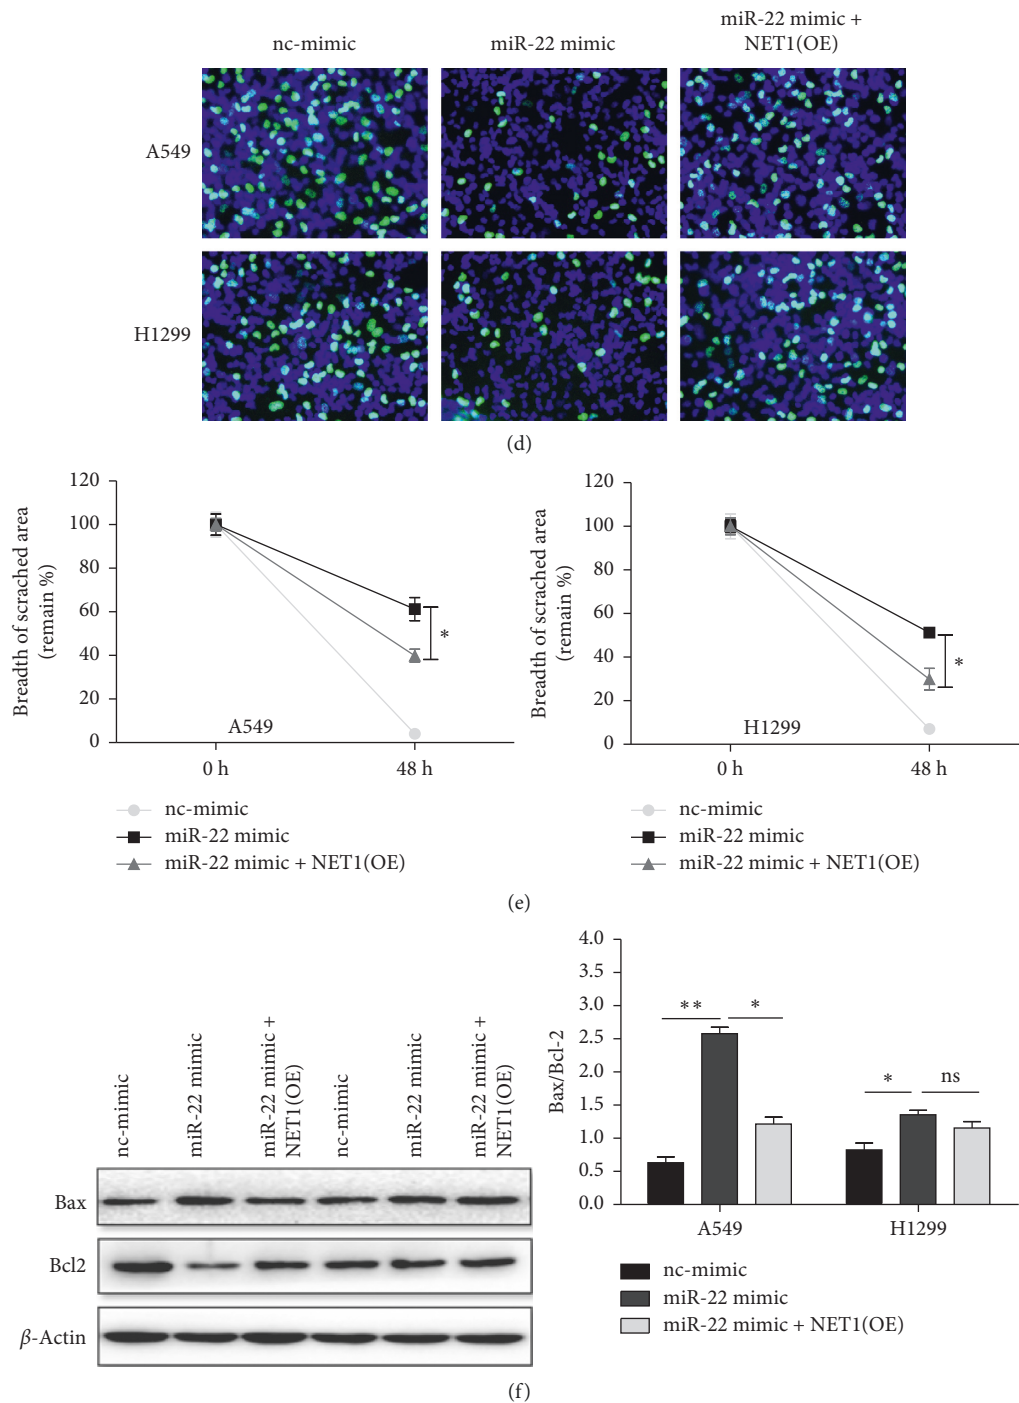 nc-mimic
miR-22 mimic
miR-22 mimic +
NET1(OE)
A549
H1299
(d)
Breadth of scrached area
(remain %)
120
100
80
60
40
20
0
*
A549
0 h
48 h
nc-mimic
miR-22 mimic
miR-22 mimic + NET1(OE)
Breadth of scrached area
(remain %)
120
100
80
60
40
20
0
*
H1299
0 h
48 h
nc-mimic
miR-22 mimic
miR-22 mimic + NET1(OE)
(e)
nc-mimic
miR-22 mimic
miR-22 mimic +
NET1(OE)
nc-mimic
miR-22 mimic
miR-22 mimic +
NET1(OE)
Bax
Bcl2
β-Actin
Bax/Bcl-2
4.0
3.5
3.0
2.5
2.0
1.5
1.0
0.5
0.0
**
*
*
ns
A549
H1299
nc-mimic
miR-22 mimic
miR-22 mimic + NET1(OE)
(f)